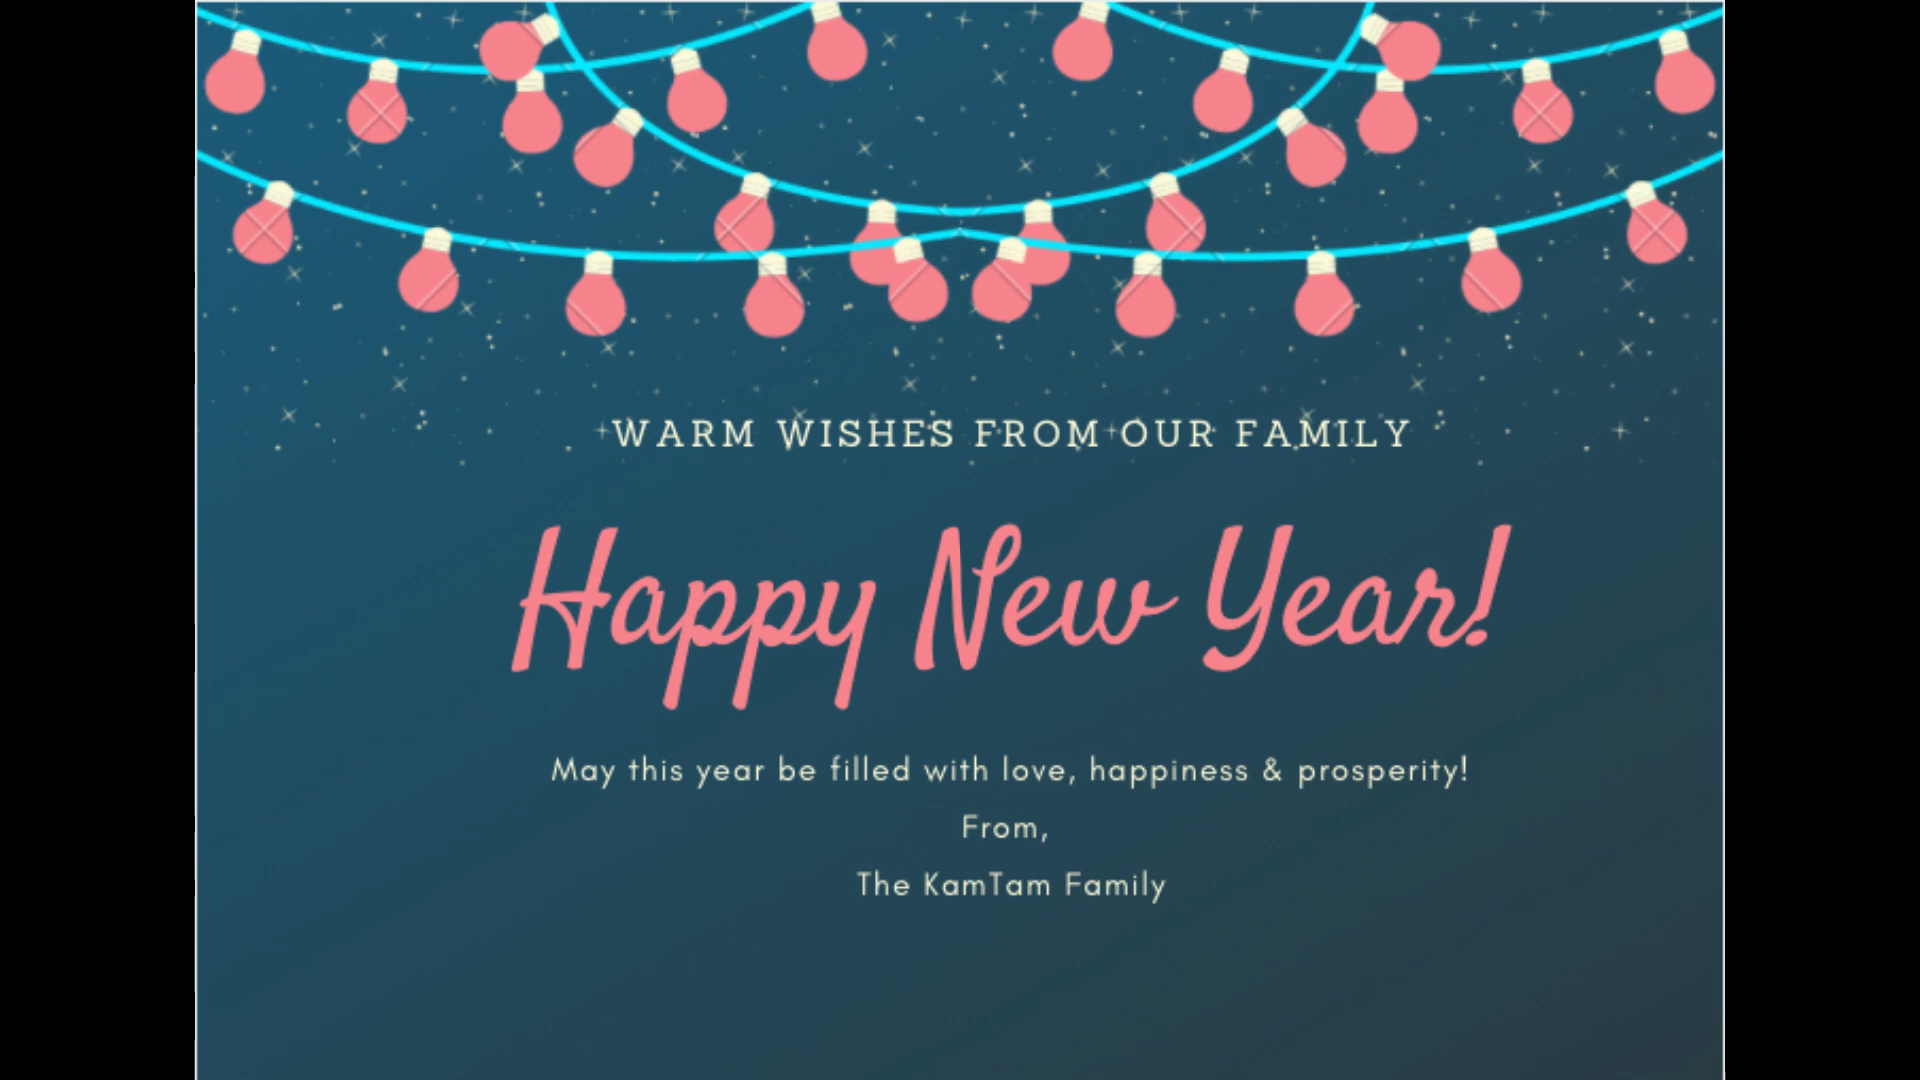 WARM WISHES FROM OUR FAMILY
Happy New Year!
May this year be filled with love, happiness & prosperity!
From,
The KamTam Family